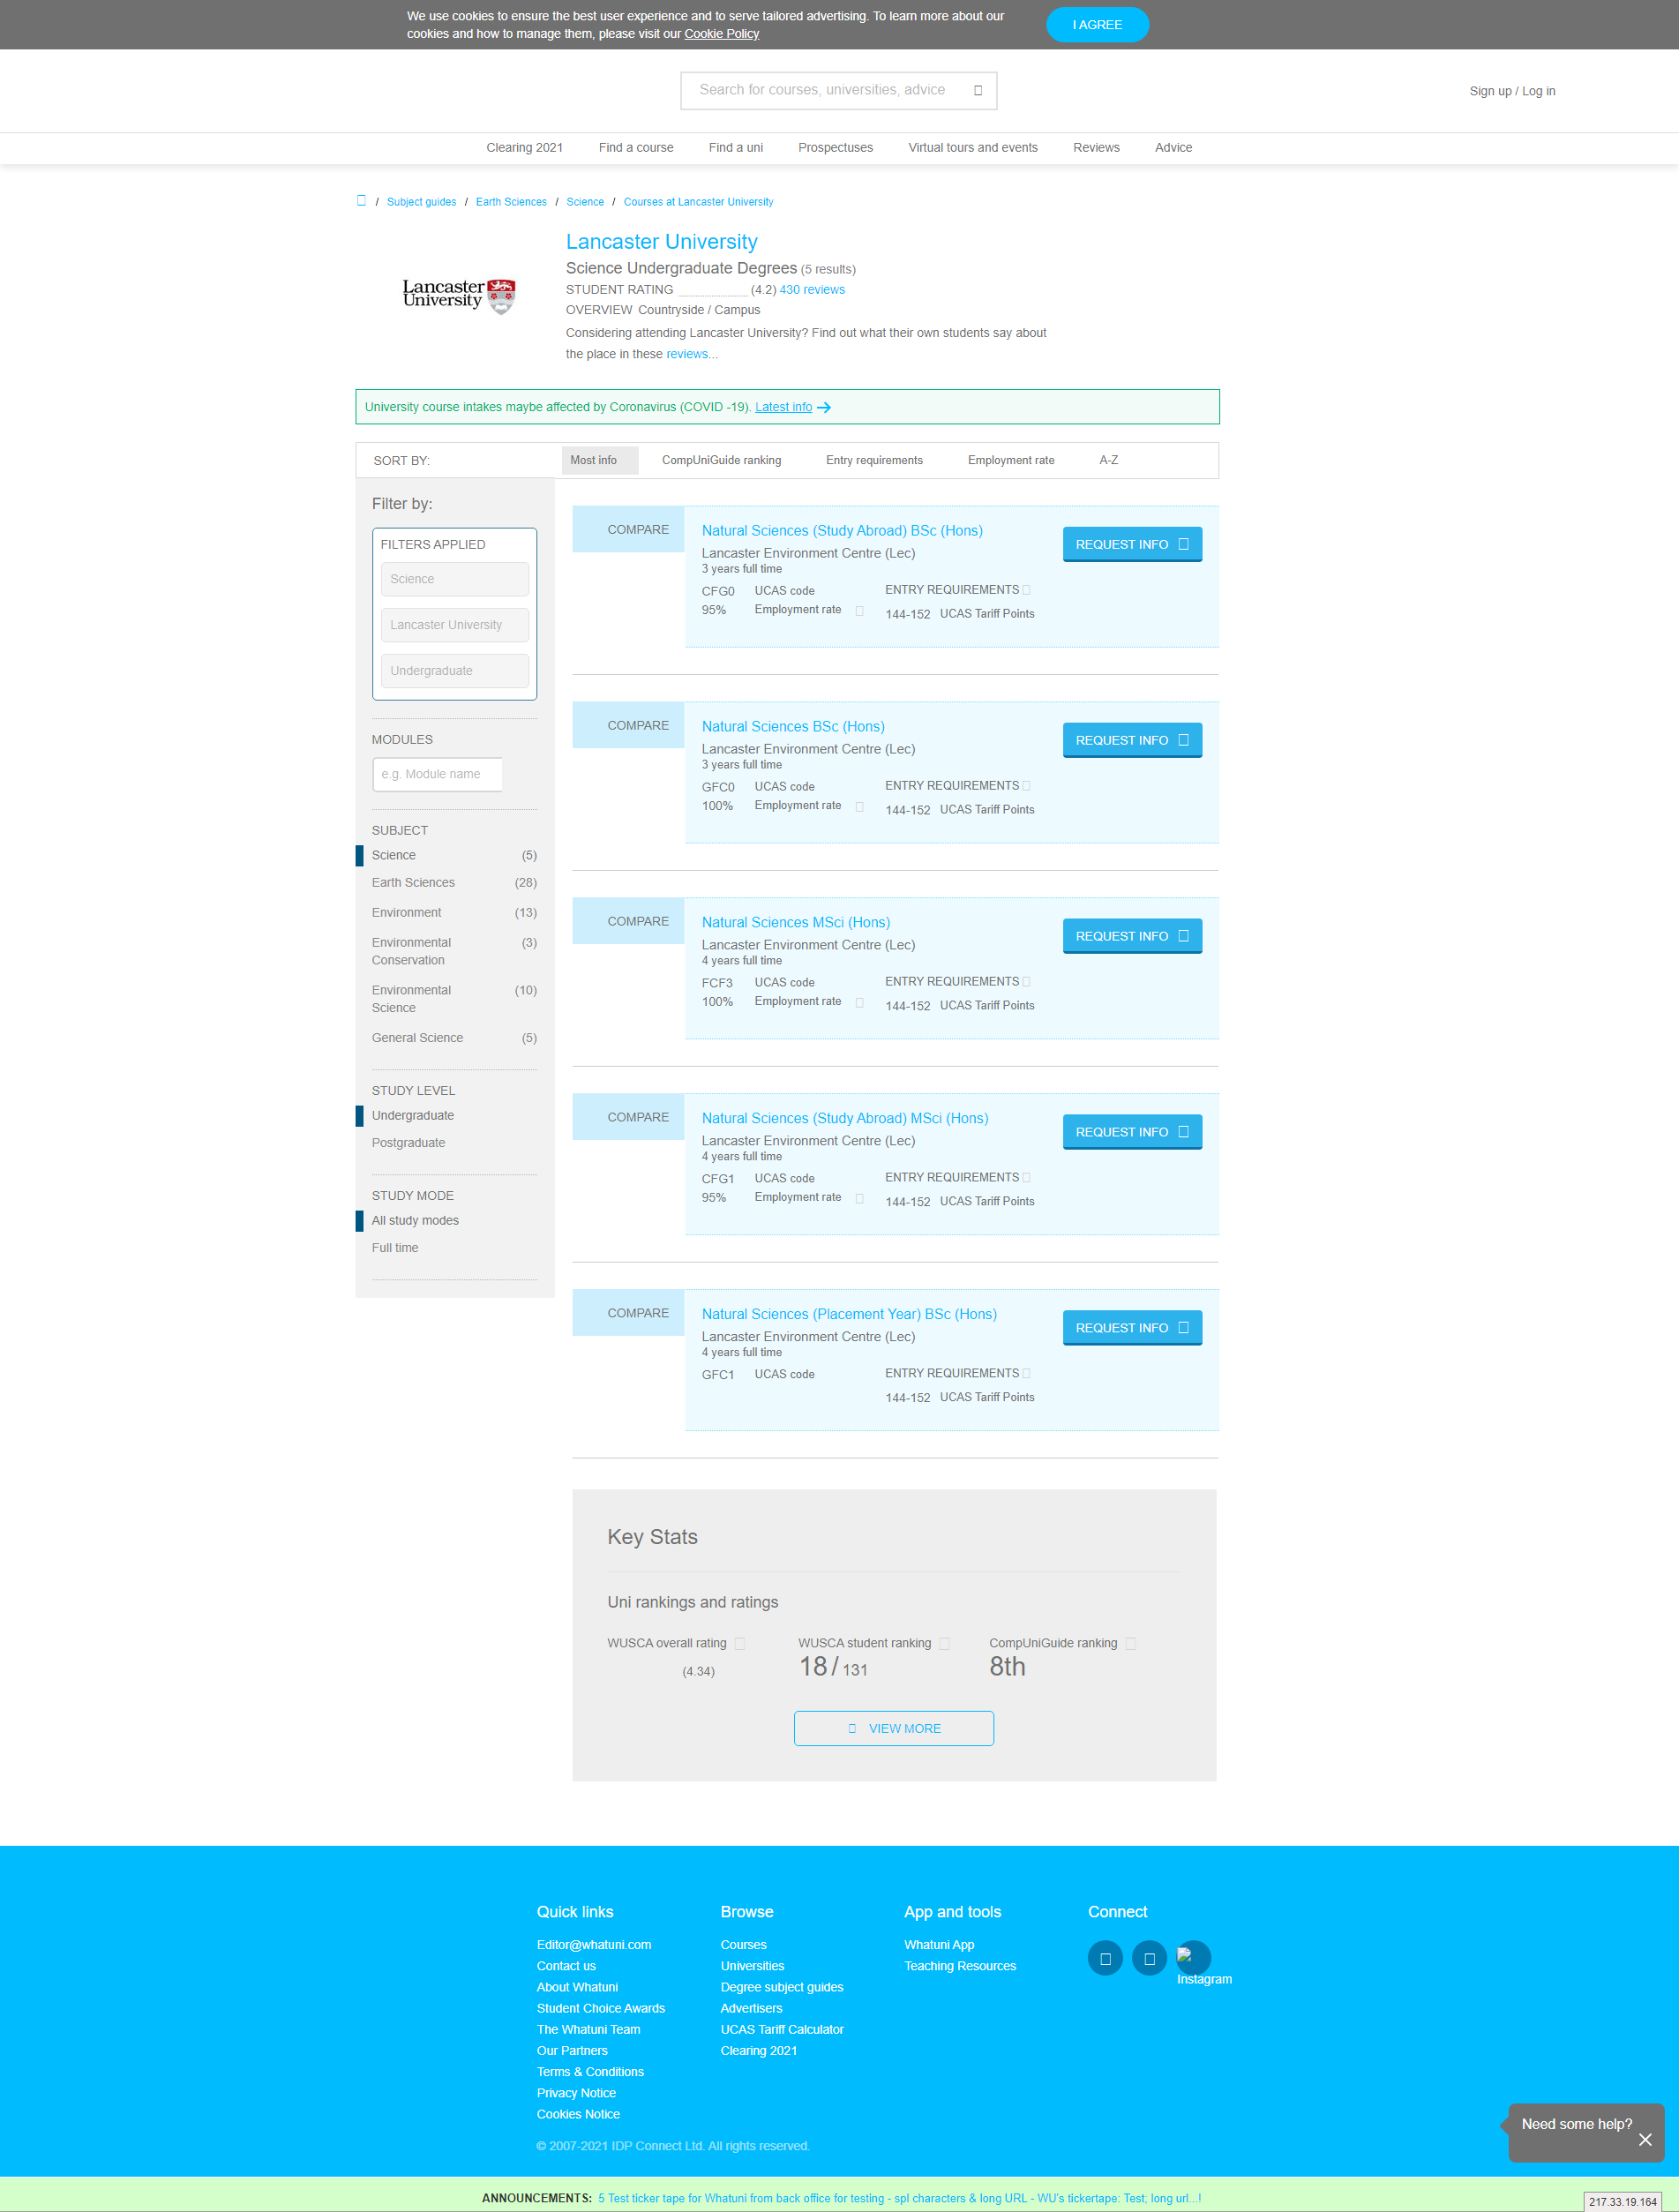 We use cookies to ensure the best user experience and to serve tailored advertising. To learn more about our
cookies and how to manage them, please visit our Cookie Policy
I AGREE
Search for courses, universities, advice
Sign up / Log in
Clearing 2021 Find a course Find a uni Prospectuses Virtual tours and events Reviews Advice
/ Subject guides / Earth Sciences / Science / Courses at Lancaster University
Lancaster
University
Lancaster University
Science Undergraduate Degrees (5 results)
STUDENT RATING (4.2) 430 reviews
OVERVIEW Countryside / Campus
Considering attending Lancaster University? Find out what their own students say about
the place in these reviews...
University course intakes maybe affected by Coronavirus (COVID -19). Latest info
SORT BY: Most info CompUniGuide ranking Entry requirements Employment rate A-Z
Filter by:
FILTERS APPLIED
Science
Lancaster University
Undergraduate
MODULES
e.g. Module name
SUBJECT
Science (5)
Earth Sciences (28)
Environment (13)
Environmental (3)
Conservation
Environmental (10)
Science
General Science (5)
STUDY LEVEL
Undergraduate
Postgraduate
STUDY MODE
All study modes
Full time
COMPARE
Natural Sciences (Study Abroad) BSc (Hons)
REQUEST INFO
Lancaster Environment Centre (Lec)
3 years full time
CFG0 UCAS code ENTRY REQUIREMENTS
95% Employment rate 144-152 UCAS Tariff Points
COMPARE
Natural Sciences BSc (Hons)
REQUEST INFO
Lancaster Environment Centre (Lec)
3 years full time
GFC0 UCAS code ENTRY REQUIREMENTS
100% Employment rate 144-152 UCAS Tariff Points
COMPARE
Natural Sciences MSci (Hons)
REQUEST INFO
Lancaster Environment Centre (Lec)
4 years full time
FCF3 UCAS code ENTRY REQUIREMENTS
100% Employment rate 144-152 UCAS Tariff Points
COMPARE
Natural Sciences (Study Abroad) MSci (Hons)
REQUEST INFO
Lancaster Environment Centre (Lec)
4 years full time
CFG1 UCAS code ENTRY REQUIREMENTS
95% Employment rate 144-152 UCAS Tariff Points
COMPARE
Natural Sciences (Placement Year) BSc (Hons)
REQUEST INFO
Lancaster Environment Centre (Lec)
4 years full time
GFC1 UCAS code ENTRY REQUIREMENTS
144-152 UCAS Tariff Points
Key Stats
Uni rankings and ratings
WUSCA overall rating WUSCA student ranking CompUniGuide ranking
(4.34) 18 / 131 8th
VIEW MORE
Quick links
Editor@whatuni.com
Contact us
About Whatuni
Student Choice Awards
The Whatuni Team
Our Partners
Terms & Conditions
Privacy Notice
Cookies Notice
Browse
Courses
Universities
Degree subject guides
Advertisers
UCAS Tariff Calculator
Clearing 2021
App and tools
Whatuni App
Teaching Resources
Connect
Instagram
© 2007-2021 IDP Connect Ltd. All rights reserved.
Need some help?
ANNOUNCEMENTS: 5 Test ticker tape for Whatuni from back office for testing - spl characters & long URL - WU's tickertape: Test; long url...!
217.33.19.164